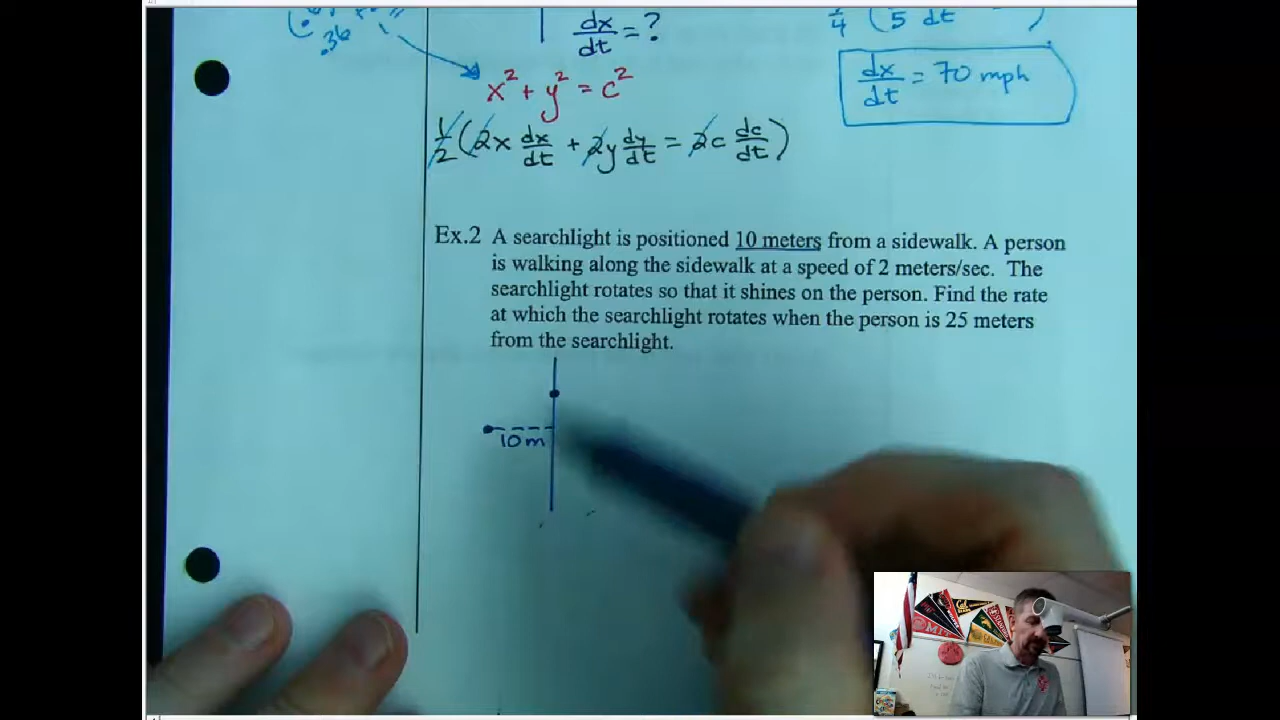 .36
dx/dt = ?
5 dt
dx/dt = 70 mph
x² + y² = c²
1/2 (2x dx/dt + 2y dy/dt = 2c dc/dt)
Ex.2 A searchlight is positioned 10 meters from a sidewalk. A person
is walking along the sidewalk at a speed of 2 meters/sec. The
searchlight rotates so that it shines on the person. Find the rate
at which the searchlight rotates when the person is 25 meters
from the searchlight.
10m